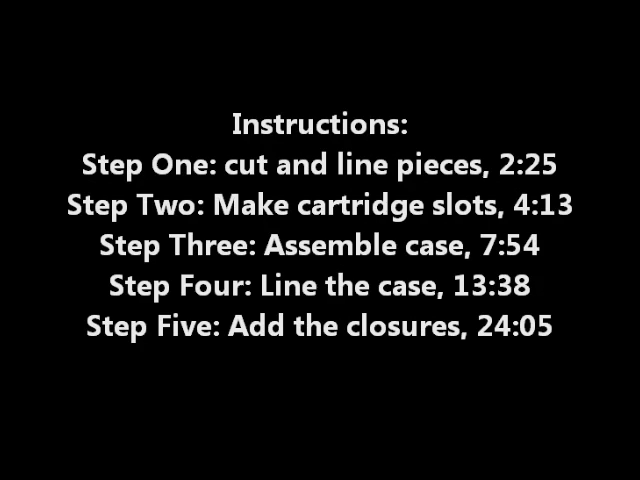 Instructions:
Step One: cut and line pieces, 2:25
Step Two: Make cartridge slots, 4:13
Step Three: Assemble case, 7:54
Step Four: Line the case, 13:38
Step Five: Add the closures, 24:05